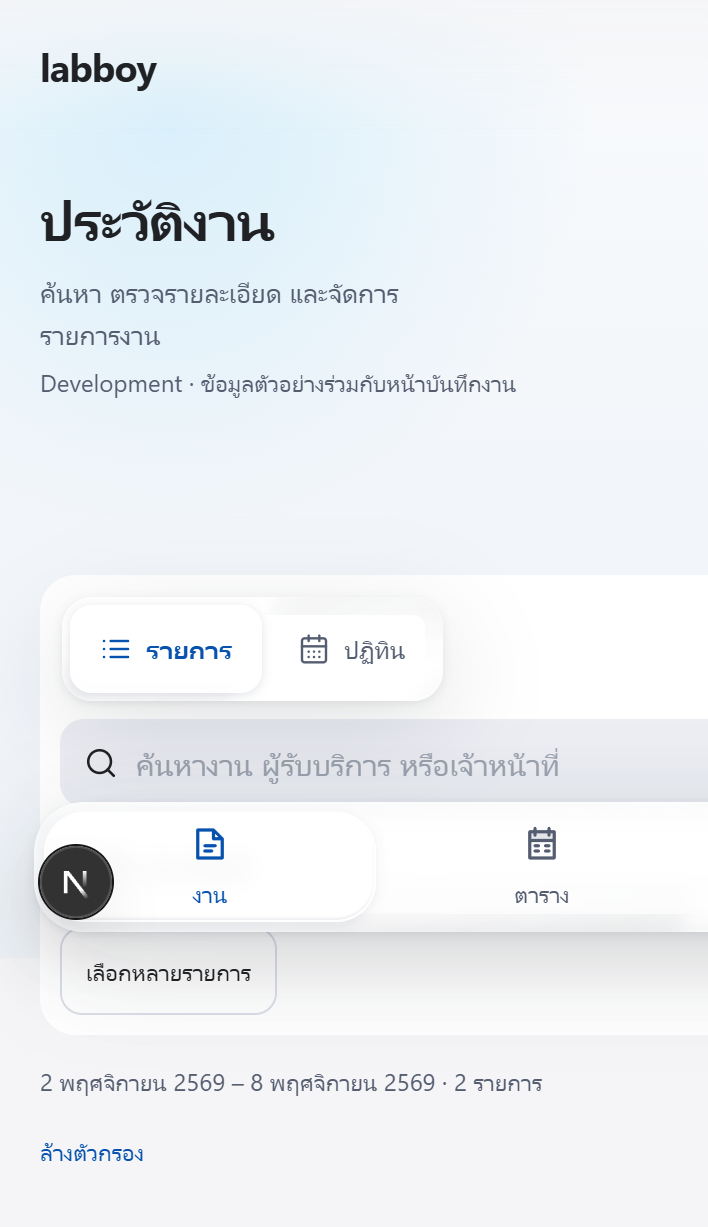 labboy
ประวัติงาน
ค้นหา ตรวจรายละเอียด และจัดการ
รายการงาน
Development · ข้อมูลตัวอย่างร่วมกับหน้าบันทึกงาน
รายการ ปฏิทิน
ค้นหางาน ผู้รับบริการ หรือเจ้าหน้าที่
N
งาน ตาราง
เลือกหลายรายการ
2 พฤศจิกายน 2569 – 8 พฤศจิกายน 2569 · 2 รายการ
ล้างตัวกรอง